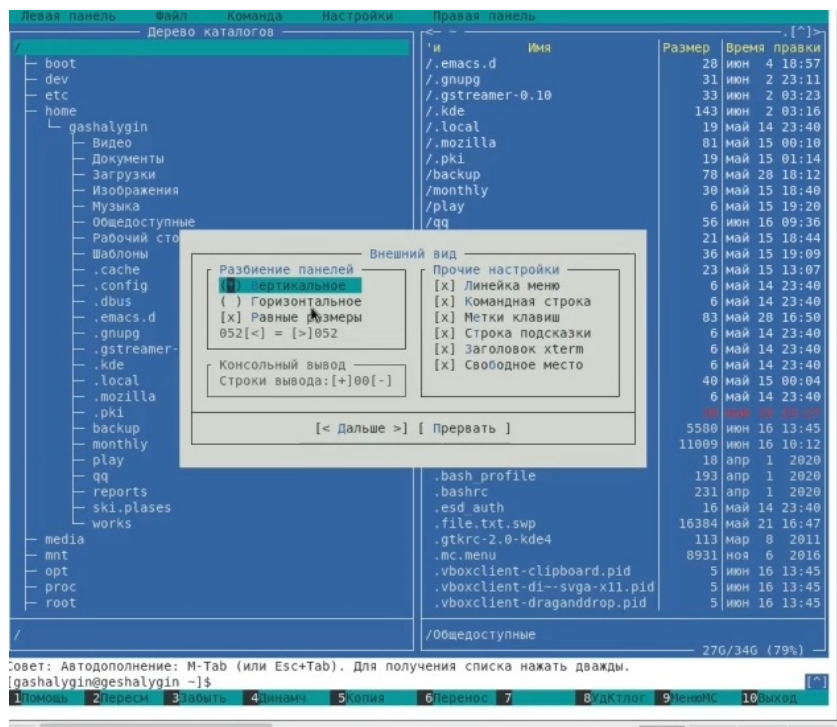 Левая панель Файл Команда Настройки Правая панель
Дерево каталогов
<- ~
.[^]>
/
'и Имя Размер Время правки
boot
dev
etc
home
gashalygin
Видео
Документы
Загрузки
Изображения
Музыка
Общедоступные
Рабочий сто
Шаблоны
.cache
.config
.dbus
.emacs.d
.gnupg
.gstreamer-
.kde
.local
.mozilla
.pki
backup
monthly
play
qq
reports
ski.plases
works
media
mnt
opt
proc
root
/
/.emacs.d 28 июн 4 18:57
/.gnupg 31 июн 2 23:11
/.gstreamer-0.10 33 июн 2 03:23
/.kde 143 июн 2 03:16
/.local 19 май 14 23:40
/.mozilla 81 май 15 00:10
/.pki 19 май 15 01:14
/backup 78 май 28 18:12
/monthly 30 май 15 18:40
/play 6 май 15 19:20
/qq 56 июн 16 09:36
21 май 15 18:44
36 май 15 19:09
23 май 15 13:07
6 май 14 23:40
6 май 14 23:40
83 май 28 16:50
6 май 14 23:40
6 май 14 23:40
6 май 14 23:40
40 май 15 00:04
6 май 14 23:40
5580 июн 16 13:45
11009 июн 16 10:12
18 апр 1 2020
.bash_profile 193 апр 1 2020
.bashrc 231 апр 1 2020
.esd_auth 16 май 14 23:40
.file.txt.swp 16384 май 21 16:47
.gtkrc-2.0-kde4 113 мар 8 2011
.mc.menu 8931 ноя 6 2016
.vboxclient-clipboard.pid 5 июн 16 13:45
.vboxclient-di~-svga-x11.pid 5 июн 16 13:45
.vboxclient-draganddrop.pid 5 июн 16 13:45
/Общедоступные
27G/34G (79%)
Внешний вид
Разбиение панелей
(*) Вертикальное
( ) Горизонтальное
[x] Равные размеры
052[<] = [>]052
Консольный вывод
Строки вывода:[+]00[-]
Прочие настройки
[x] Линейка меню
[x] Командная строка
[x] Метки клавиш
[x] Строка подсказки
[x] Заголовок xterm
[x] Свободное место
[< Дальше >] [ Прервать ]
Совет: Автодополнение: M-Tab (или Esc+Tab). Для получения списка нажать дважды.
[gashalygin@geshalygin ~]$ [^]
1Помощь 2Пересм 3Забыть 4Динамч 5Копия 6Перенос 7 8УдКтлог 9МенюMC 10Выход